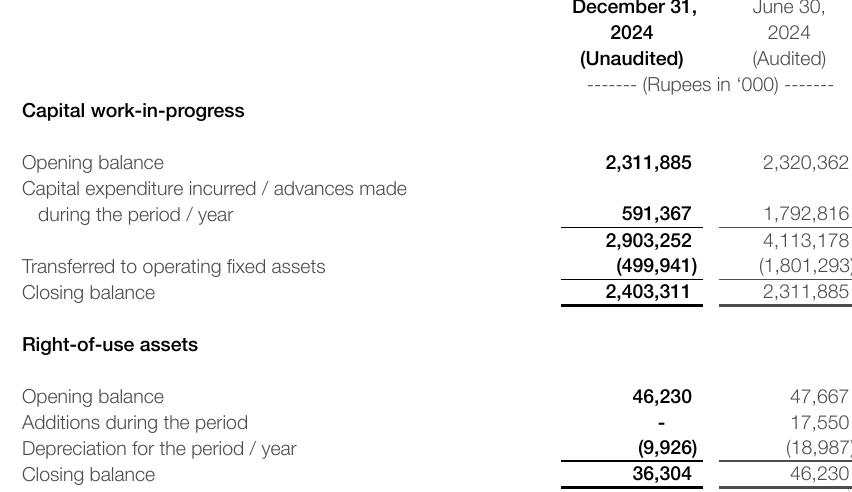 December 31, June 30,
2024 2024
(Unaudited) (Audited)
------- (Rupees in ‘000) -------
Capital work-in-progress
Opening balance 2,311,885 2,320,362
Capital expenditure incurred / advances made
during the period / year 591,367 1,792,816
2,903,252 4,113,178
Transferred to operating fixed assets (499,941) (1,801,293)
Closing balance 2,403,311 2,311,885
Right-of-use assets
Opening balance 46,230 47,667
Additions during the period - 17,550
Depreciation for the period / year (9,926) (18,987)
Closing balance 36,304 46,230